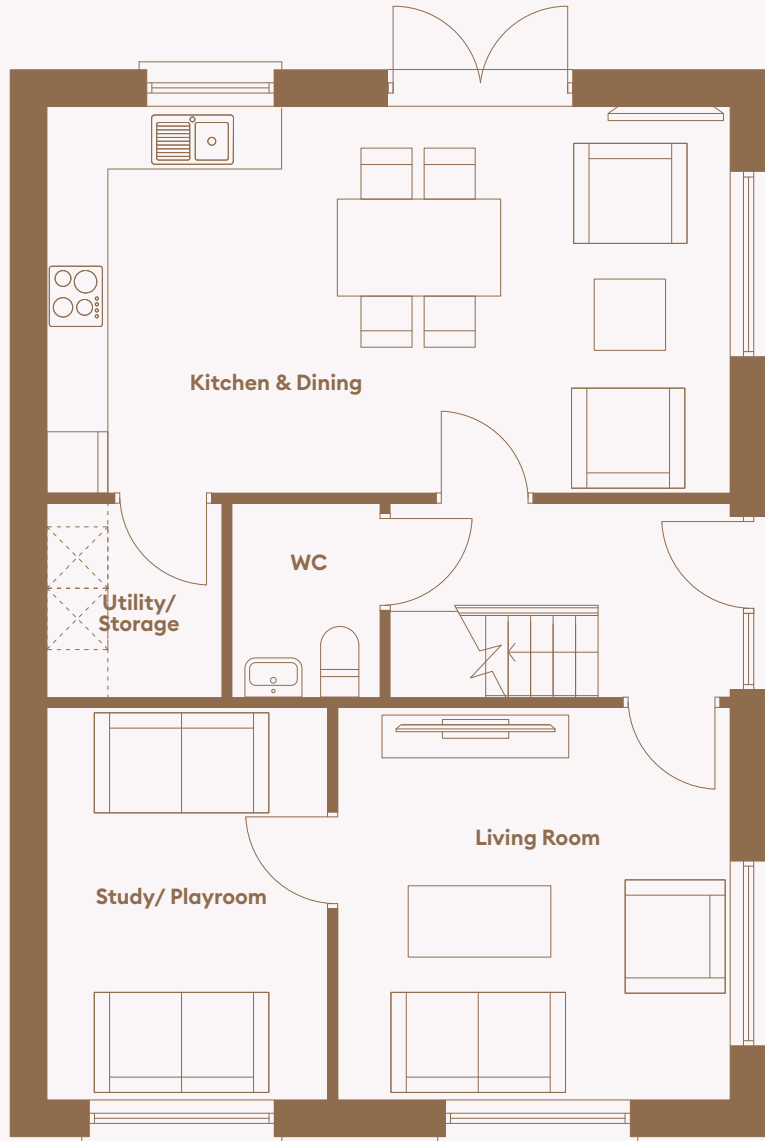 Kitchen & Dining
WC
Utility/
Storage
Living Room
Study/ Playroom